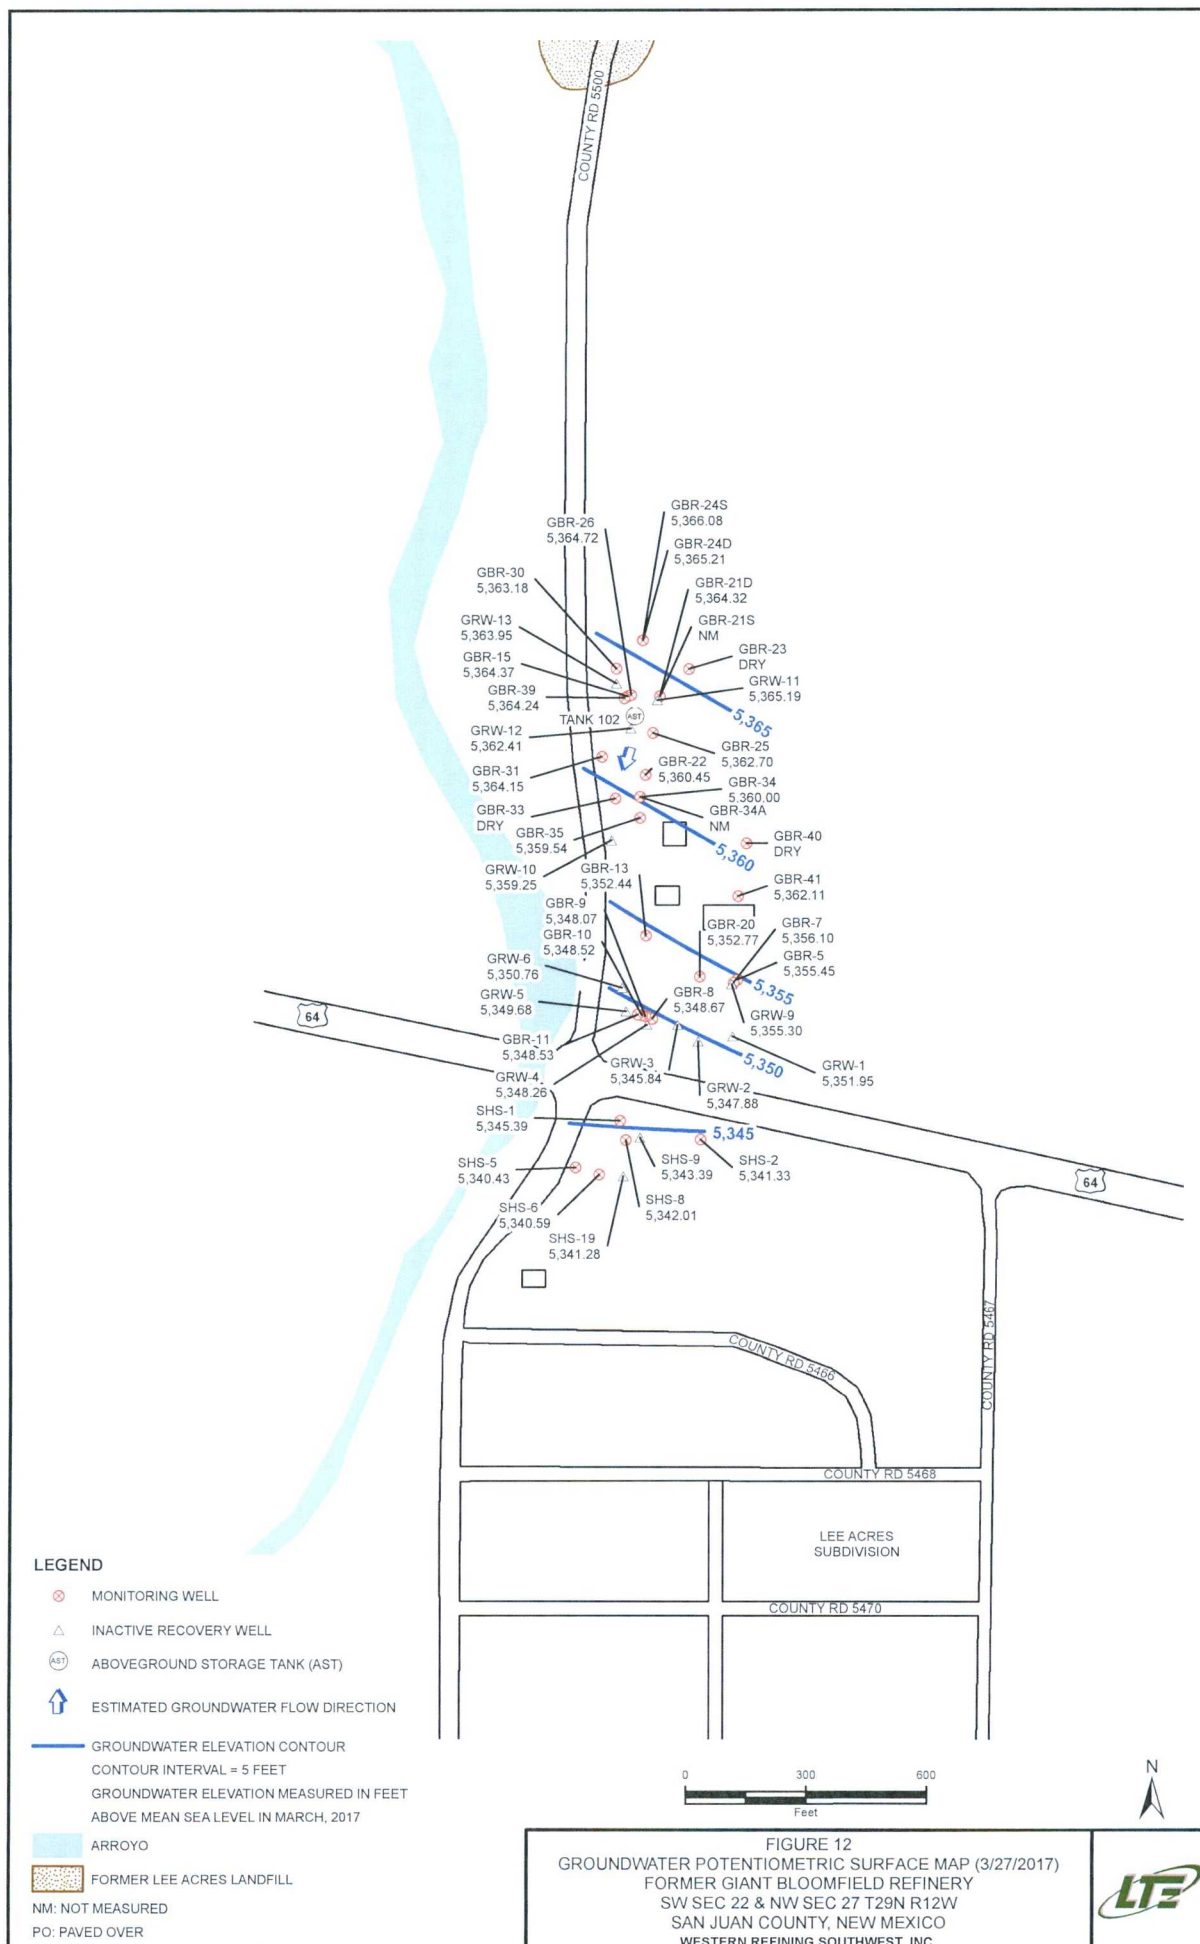 COUNTY RD 5500
GBR-24S
5,366.08
GBR-26
5,364.72
GBR-24D
5,365.21
GBR-30
5,363.18
GBR-21D
5,364.32
GRW-13
5,363.95
GBR-21S
NM
GBR-15
5,364.37
GBR-23
DRY
GBR-39
5,364.24
GRW-11
5,365.19
TANK 102
AST
5,365
GRW-12
5,362.41
GBR-25
5,362.70
GBR-31
5,364.15
GBR-22
5,360.45
GBR-34
5,360.00
GBR-33
DRY
GBR-34A
NM
GBR-35
5,359.54
5,360
GBR-40
DRY
GRW-10
5,359.25
GBR-13
5,352.44
GBR-41
5,362.11
GBR-9
5,348.07
GBR-20
5,352.77
GBR-7
5,356.10
GBR-10
5,348.52
GBR-5
5,355.45
GRW-6
5,350.76
5,355
GRW-5
5,349.68
GBR-8
5,348.67
GRW-9
5,355.30
64
GBR-11
5,348.53
GRW-3
5,345.84
5,350
GRW-1
5,351.95
GRW-4
5,348.26
GRW-2
5,347.88
SHS-1
5,345.39
5,345
SHS-5
5,340.43
SHS-9
5,343.39
SHS-2
5,341.33
64
SHS-6
5,340.59
SHS-8
5,342.01
SHS-19
5,341.28
COUNTY RD 5467
COUNTY RD 5466
COUNTY RD 5468
LEE ACRES
SUBDIVISION
COUNTY RD 5470
LEGEND
MONITORING WELL
INACTIVE RECOVERY WELL
AST ABOVEGROUND STORAGE TANK (AST)
ESTIMATED GROUNDWATER FLOW DIRECTION
GROUNDWATER ELEVATION CONTOUR
CONTOUR INTERVAL = 5 FEET
GROUNDWATER ELEVATION MEASURED IN FEET
ABOVE MEAN SEA LEVEL IN MARCH, 2017
ARROYO
FORMER LEE ACRES LANDFILL
NM: NOT MEASURED
PO: PAVED OVER
0 300 600
Feet
N
FIGURE 12
GROUNDWATER POTENTIOMETRIC SURFACE MAP (3/27/2017)
FORMER GIANT BLOOMFIELD REFINERY
SW SEC 22 & NW SEC 27 T29N R12W
SAN JUAN COUNTY, NEW MEXICO
WESTERN REFINING SOUTHWEST, INC.
LTE